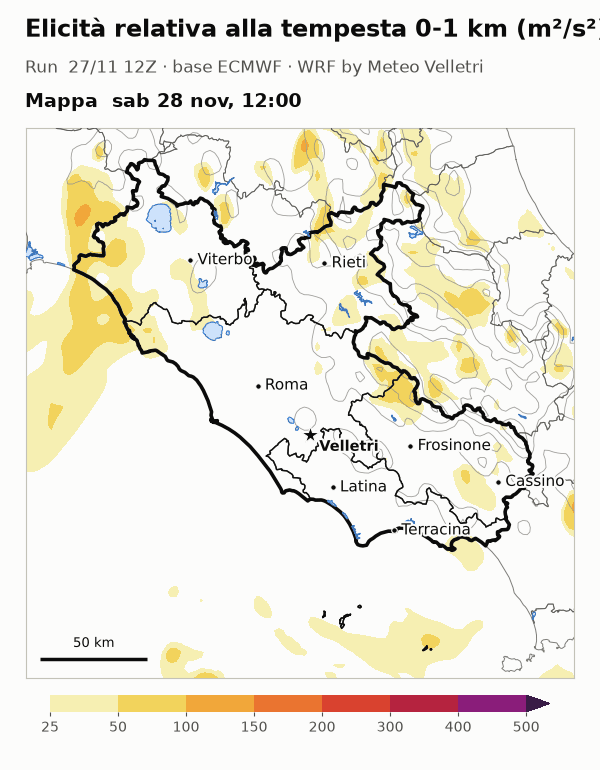 Elicità relativa alla tempesta 0-1 km (m²/s²)
Run  27/11 12Z · base ECMWF · WRF by Meteo Velletri
Mappa  sab 28 nov, 12:00
Viterbo
Rieti
Roma
Velletri
Frosinone
Cassino
Latina
Terracina
50 km
25 50 100 150 200 300 400 500